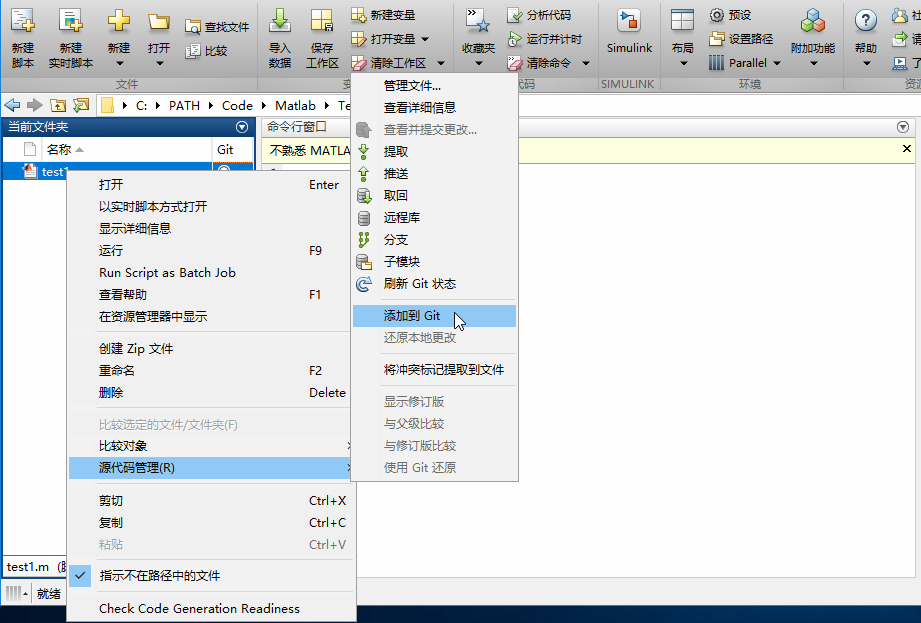 新建
脚本
新建
实时脚本
新建
打开
查找文件
比较
导入
数据
保存
工作区
新建变量
打开变量
清除工作区
收藏夹
分析代码
运行并计时
清除命令
Simulink
布局
预设
设置路径
Parallel
附加功能
帮助
社
请
了
文件
变
代码
SIMULINK
环境
资源
C: PATH Code Matlab Te
当前文件夹
命令行窗口
名称 Git
不熟悉 MATLA
test1
打开 Enter
以实时脚本方式打开
显示详细信息
运行 F9
Run Script as Batch Job
查看帮助 F1
在资源管理器中显示
创建 Zip 文件
重命名 F2
删除 Delete
比较选定的文件/文件夹(F)
比较对象
源代码管理(R)
剪切 Ctrl+X
复制 Ctrl+C
粘贴 Ctrl+V
指示不在路径中的文件
Check Code Generation Readiness
管理文件...
查看详细信息
查看并提交更改...
提取
推送
取回
远程库
分支
子模块
刷新 Git 状态
添加到 Git
还原本地更改
将冲突标记提取到文件
显示修订版
与父级比较
与修订版比较
使用 Git 还原
test1.m (脚
就绪